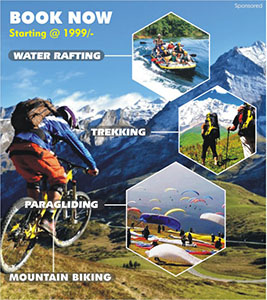 Sponsored
BOOK NOW
Starting @ 1999/-
WATER RAFTING
TREKKING
PARAGLIDING
MOUNTAIN BIKING